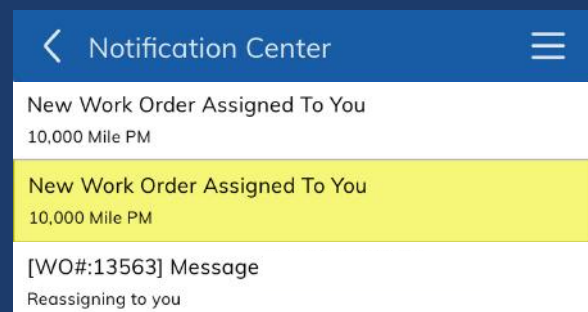 Notification Center
New Work Order Assigned To You
10,000 Mile PM
New Work Order Assigned To You
10,000 Mile PM
[WO#:13563] Message
Reassigning to you